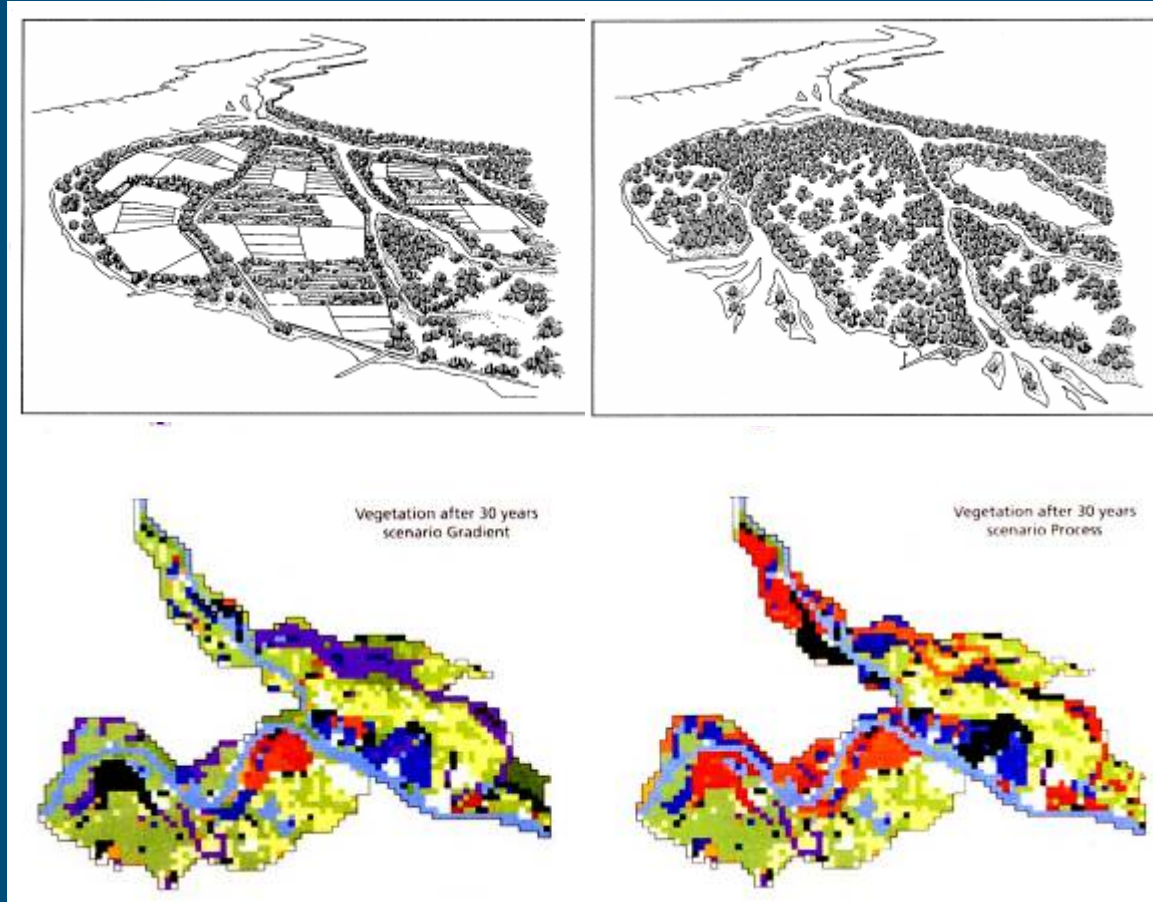 Vegetation after 30 years
scenario Gradient
Vegetation after 30 years
scenario Process